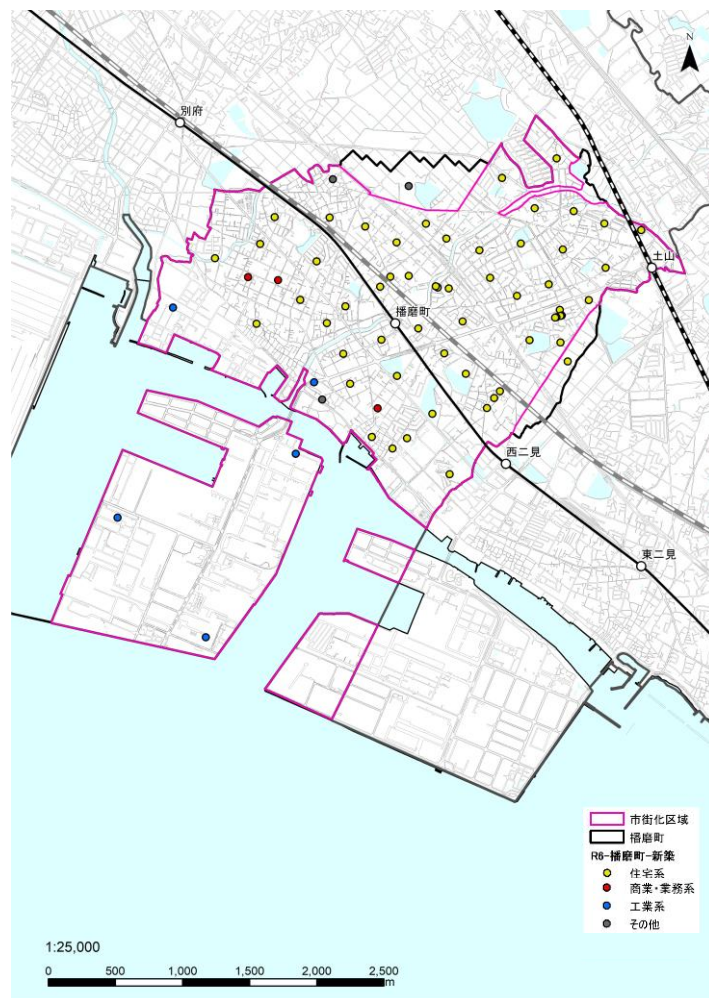 N
別府
土山
播磨町
西二見
東二見
市街化区域
播磨町
R6-播磨町-新築
住宅系
商業・業務系
工業系
その他
1:25,000
0 500 1,000 1,500 2,000 2,500
m